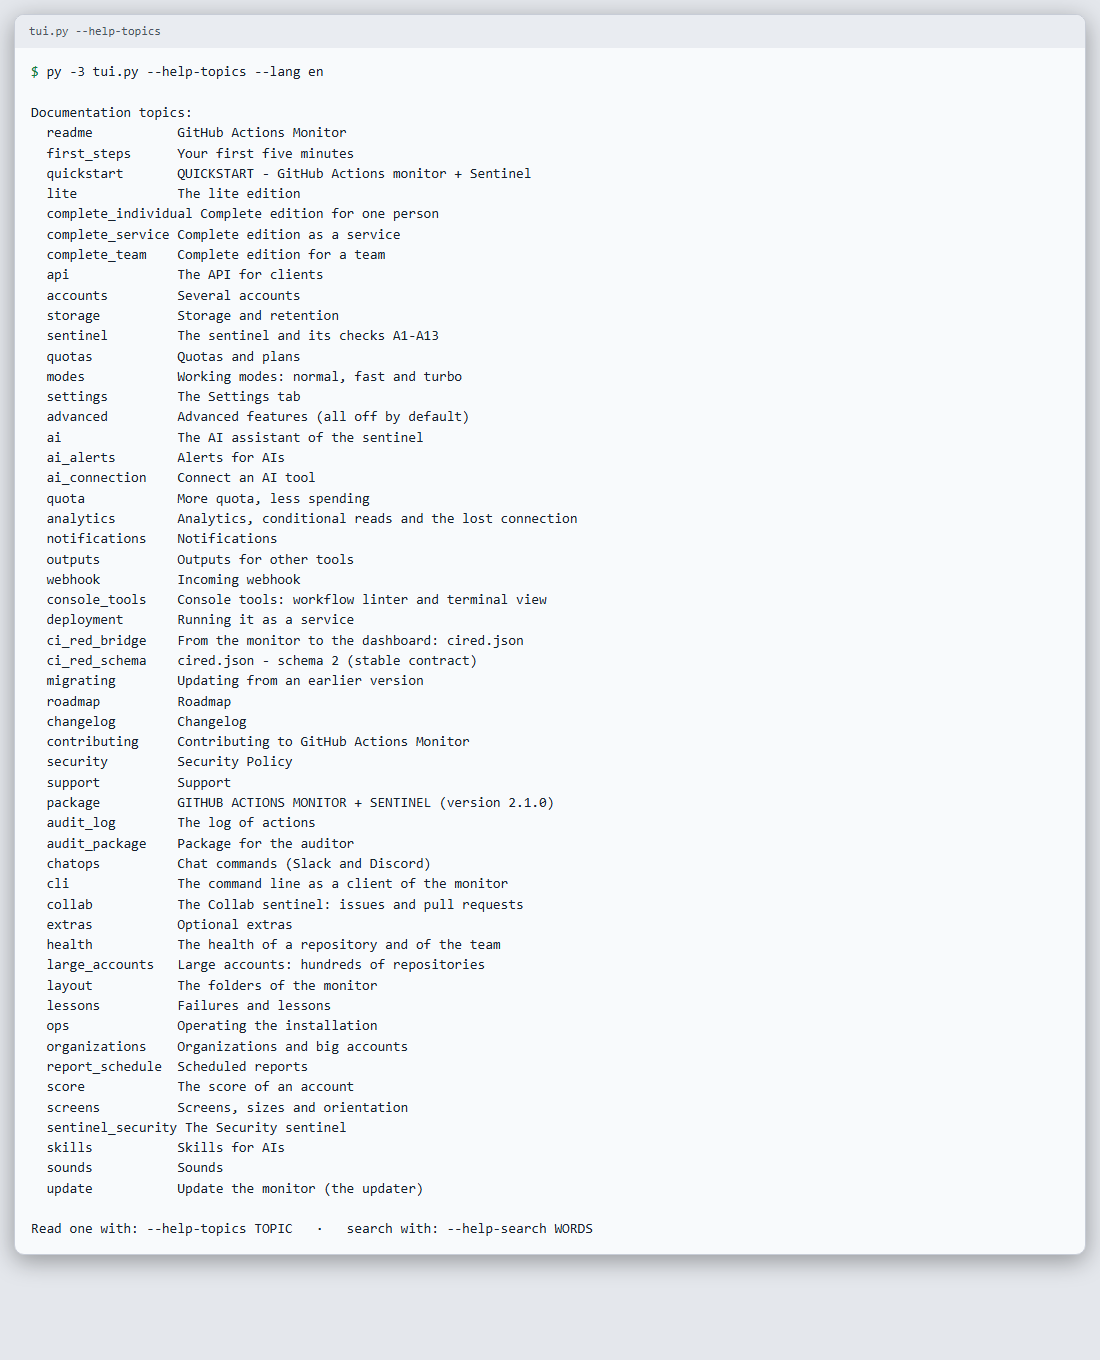 tui.py --help-topics
$ py -3 tui.py --help-topics --lang en
Documentation topics:
readme           GitHub Actions Monitor
first_steps      Your first five minutes
quickstart       QUICKSTART - GitHub Actions monitor + Sentinel
lite             The lite edition
complete_individual Complete edition for one person
complete_service Complete edition as a service
complete_team    Complete edition for a team
api              The API for clients
accounts         Several accounts
storage          Storage and retention
sentinel         The sentinel and its checks A1-A13
quotas           Quotas and plans
modes            Working modes: normal, fast and turbo
settings         The Settings tab
advanced         Advanced features (all off by default)
ai               The AI assistant of the sentinel
ai_alerts        Alerts for AIs
ai_connection    Connect an AI tool
quota            More quota, less spending
analytics        Analytics, conditional reads and the lost connection
notifications    Notifications
outputs          Outputs for other tools
webhook          Incoming webhook
console_tools    Console tools: workflow linter and terminal view
deployment       Running it as a service
ci_red_bridge    From the monitor to the dashboard: cired.json
ci_red_schema    cired.json - schema 2 (stable contract)
migrating        Updating from an earlier version
roadmap          Roadmap
changelog        Changelog
contributing     Contributing to GitHub Actions Monitor
security         Security Policy
support          Support
package          GITHUB ACTIONS MONITOR + SENTINEL (version 2.1.0)
audit_log        The log of actions
audit_package    Package for the auditor
chatops          Chat commands (Slack and Discord)
cli              The command line as a client of the monitor
collab           The Collab sentinel: issues and pull requests
extras           Optional extras
health           The health of a repository and of the team
large_accounts   Large accounts: hundreds of repositories
layout           The folders of the monitor
lessons          Failures and lessons
ops              Operating the installation
organizations    Organizations and big accounts
report_schedule  Scheduled reports
score            The score of an account
screens          Screens, sizes and orientation
sentinel_security The Security sentinel
skills           Skills for AIs
sounds           Sounds
update           Update the monitor (the updater)
Read one with: --help-topics TOPIC   ·   search with: --help-search WORDS